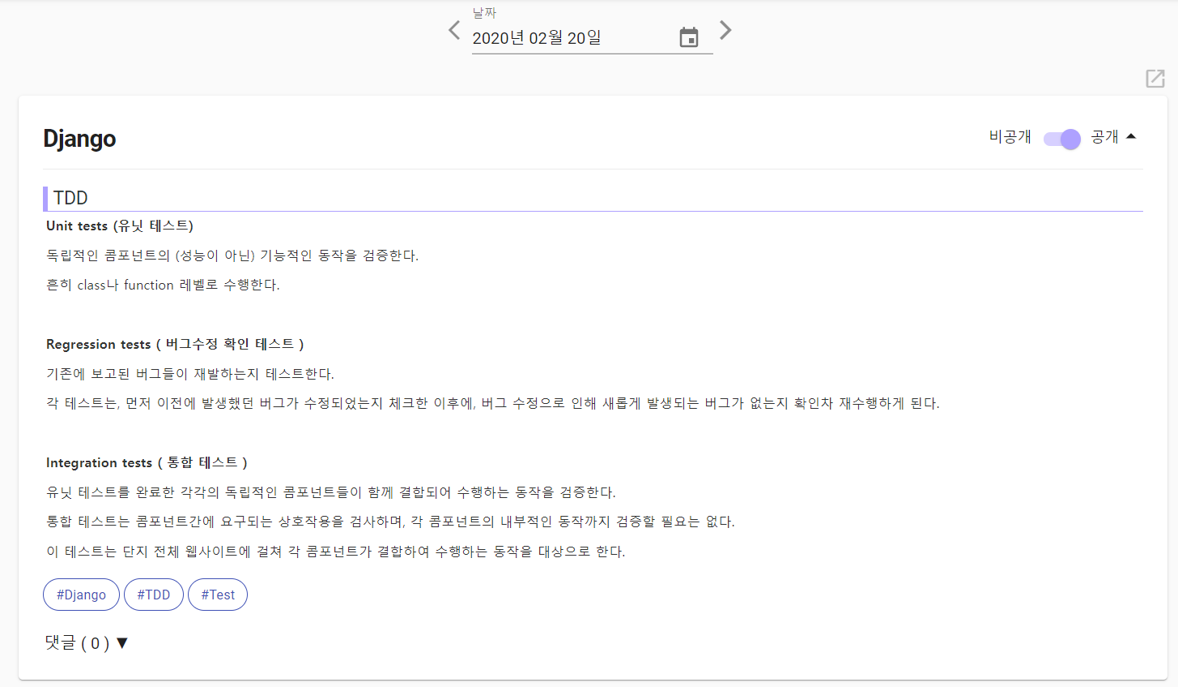 날짜
2020년 02월 20일
Django
비공개 공개
TDD
Unit tests (유닛 테스트)
독립적인 콤포넌트의 (성능이 아닌) 기능적인 동작을 검증한다.
흔히 class나 function 레벨로 수행한다.
Regression tests ( 버그수정 확인 테스트 )
기존에 보고된 버그들이 재발하는지 테스트한다.
각 테스트는, 먼저 이전에 발생했던 버그가 수정되었는지 체크한 이후에, 버그 수정으로 인해 새롭게 발생되는 버그가 없는지 확인차 재수행하게 된다.
Integration tests ( 통합 테스트 )
유닛 테스트를 완료한 각각의 독립적인 콤포넌트들이 함께 결합되어 수행하는 동작을 검증한다.
통합 테스트는 콤포넌트간에 요구되는 상호작용을 검사하며, 각 콤포넌트의 내부적인 동작까지 검증할 필요는 없다.
이 테스트는 단지 전체 웹사이트에 걸쳐 각 콤포넌트가 결합하여 수행하는 동작을 대상으로 한다.
#Django #TDD #Test
댓글 ( 0 ) ▼